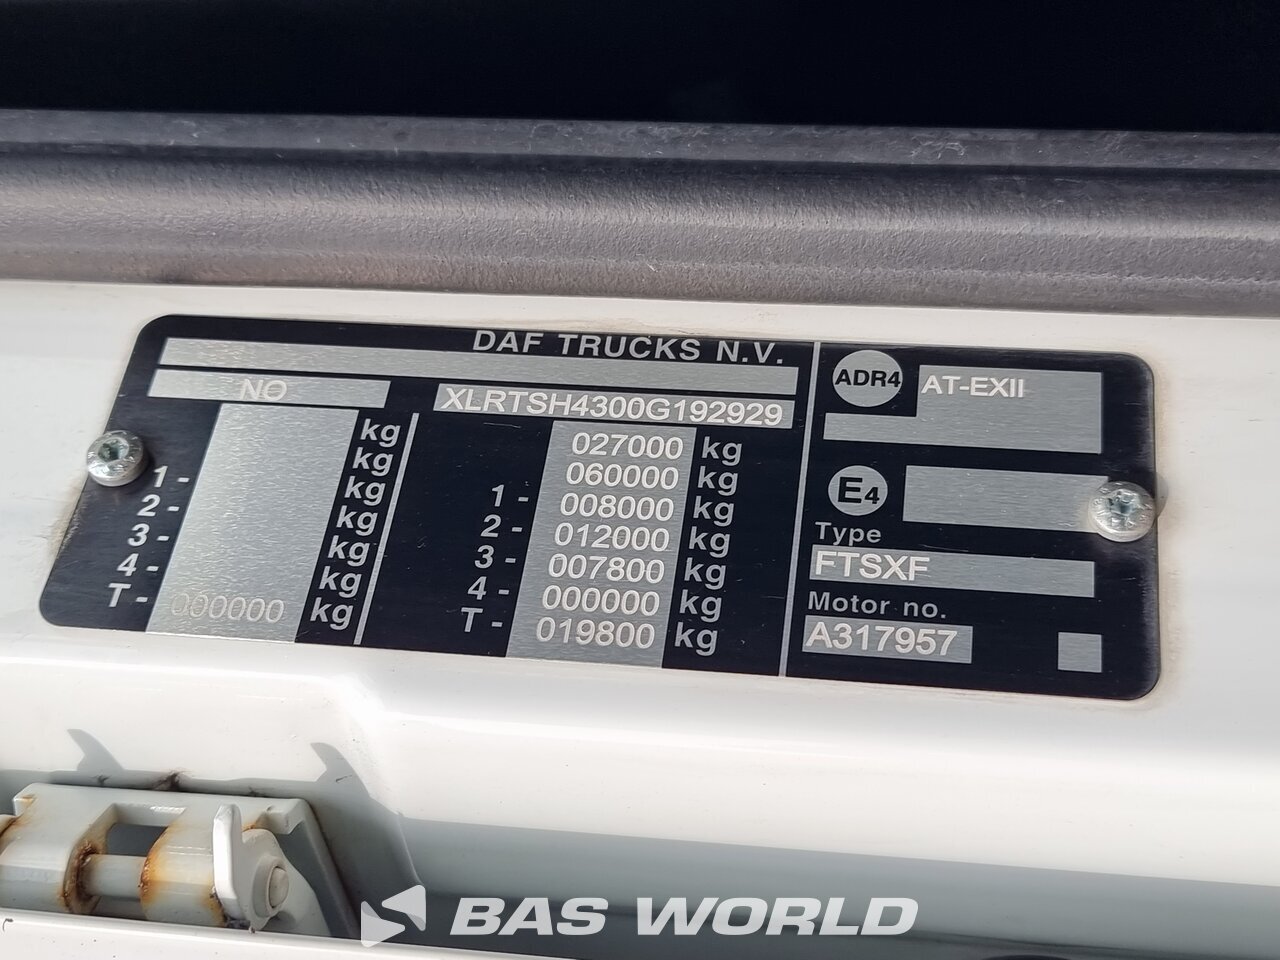 DAF TRUCKS N.V.
NO
XLRTSH4300G192929
kg 027000 kg
kg 060000 kg
1 - kg 1 - 008000 kg
2 - kg 2 - 012000 kg
3 - kg 3 - 007800 kg
4 - kg 4 - 000000 kg
T - 000000 kg T - 019800 kg
ADR4 AT-EXII
E4
Type
FTSXF
Motor no.
A317957
BAS WORLD